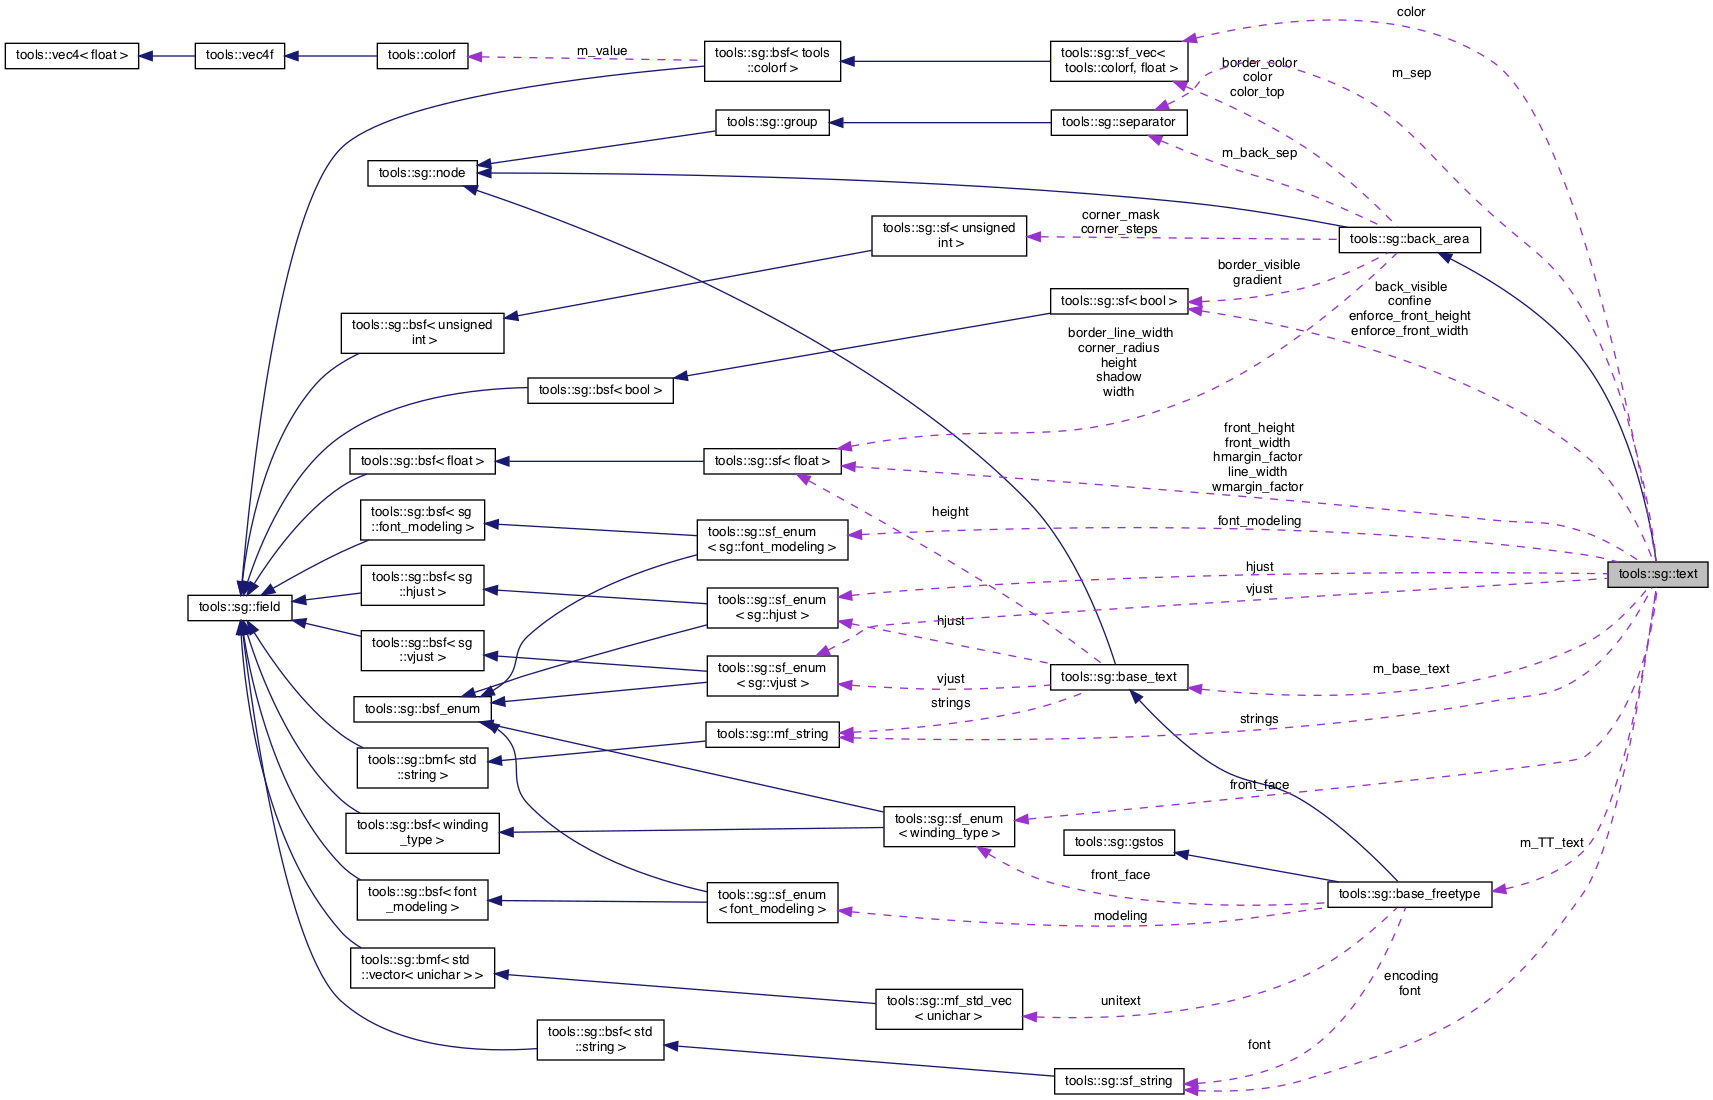 color
tools::vec4< float >
tools::vec4f
tools::colorf
m_value
tools::sg::bsf< tools
::colorf >
tools::sg::sf_vec<
tools::colorf, float >
border_color
color
color_top
m_sep
tools::sg::group
tools::sg::separator
m_back_sep
tools::sg::node
tools::sg::sf< unsigned
int >
corner_mask
corner_steps
tools::sg::back_area
border_visible
gradient
tools::sg::sf< bool >
back_visible
confine
enforce_front_height
enforce_front_width
tools::sg::bsf< unsigned
int >
border_line_width
corner_radius
height
shadow
width
tools::sg::bsf< bool >
tools::sg::bsf< float >
tools::sg::sf< float >
front_height
front_width
hmargin_factor
line_width
wmargin_factor
tools::sg::bsf< sg
::font_modeling >
height
tools::sg::sf_enum
< sg::font_modeling >
font_modeling
tools::sg::text
tools::sg::bsf< sg
::hjust >
tools::sg::field
tools::sg::sf_enum
< sg::hjust >
hjust
vjust
hjust
tools::sg::bsf< sg
::vjust >
tools::sg::sf_enum
< sg::vjust >
vjust
strings
tools::sg::base_text
m_base_text
tools::sg::bsf_enum
tools::sg::mf_string
strings
tools::sg::bmf< std
::string >
front_face
tools::sg::bsf< winding
_type >
tools::sg::sf_enum
< winding_type >
tools::sg::gstos
m_TT_text
front_face
tools::sg::bsf< font
_modeling >
tools::sg::sf_enum
< font_modeling >
modeling
tools::sg::base_freetype
tools::sg::bmf< std
::vector< unichar > >
tools::sg::mf_std_vec
< unichar >
unitext
encoding
font
tools::sg::bsf< std
::string >
font
tools::sg::sf_string